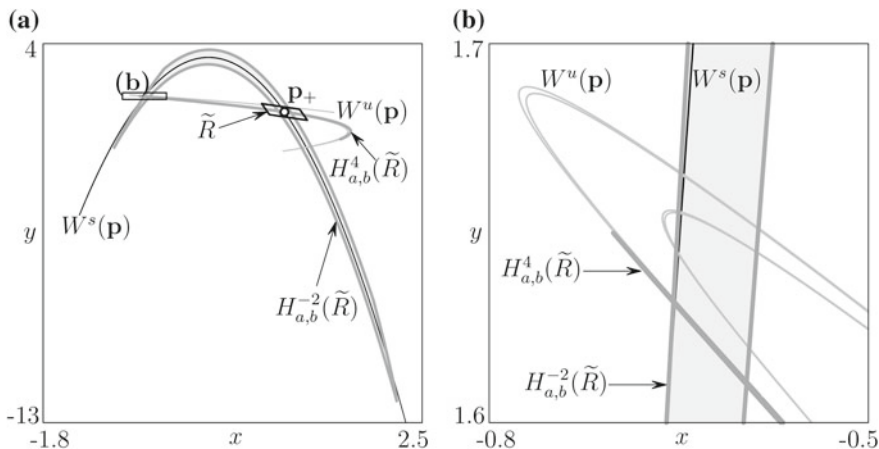 (a)
4
(b)
p₊
W^u(p)
R̃
H^4_{a,b}(R̃)
W^s(p)
y
H^{-2}_{a,b}(R̃)
-13
-1.8
x
2.5
(b)
1.7
W^u(p)
W^s(p)
y
H^4_{a,b}(R̃)
H^{-2}_{a,b}(R̃)
1.6
-0.8
x
-0.5